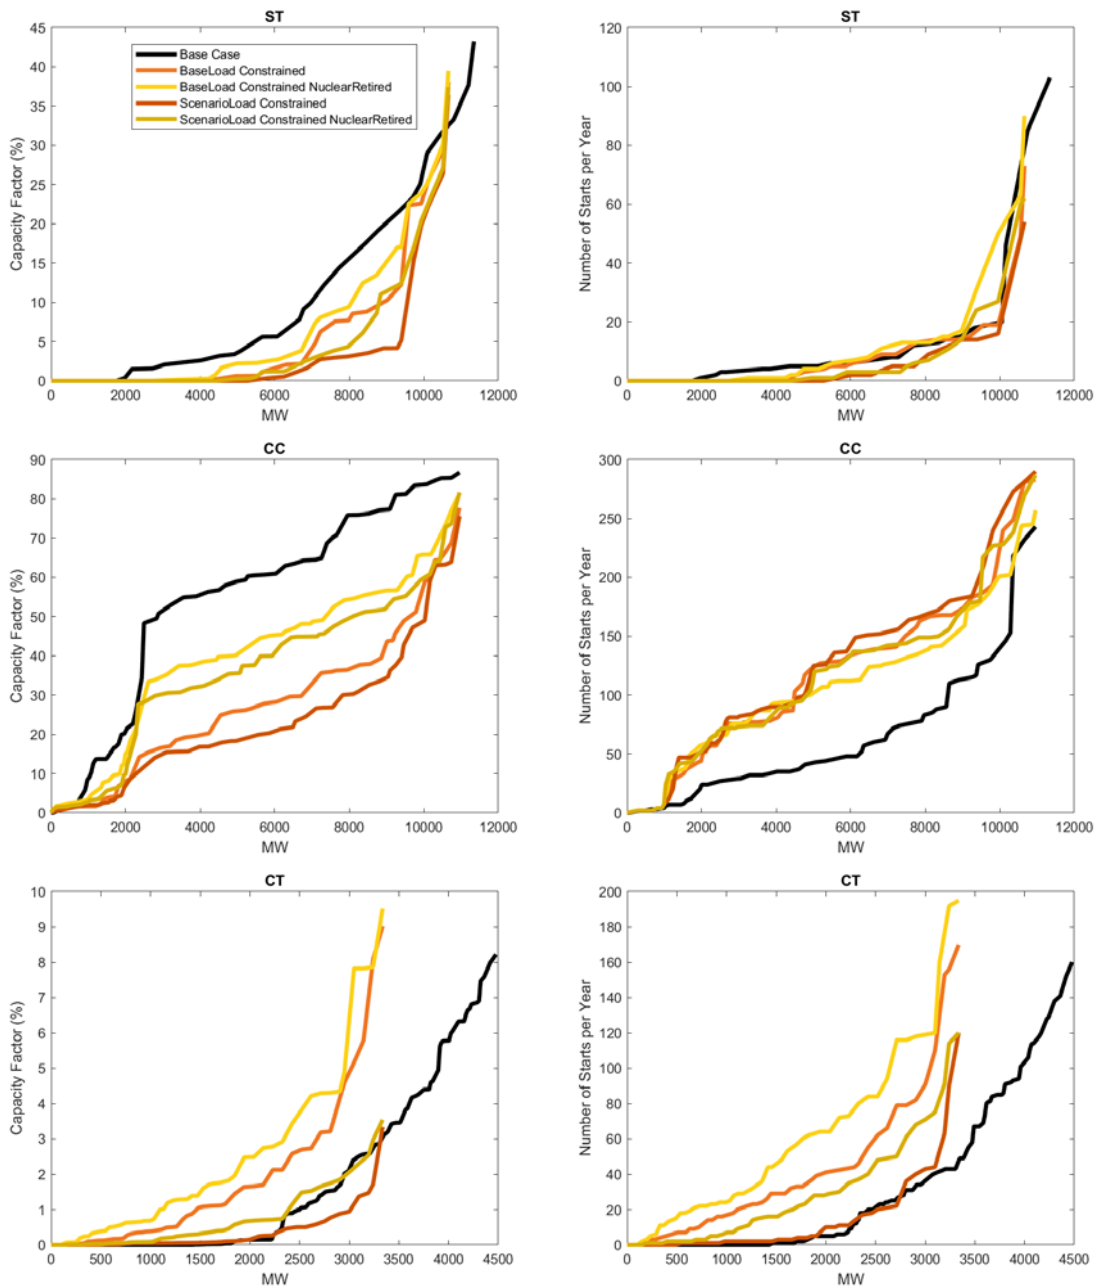 ST
45
40
35
30
25
20
15
10
5
0
Capacity Factor (%)
Base Case
BaseLoad Constrained
BaseLoad Constrained NuclearRetired
ScenarioLoad Constrained
ScenarioLoad Constrained NuclearRetired
0 2000 4000 6000 8000 10000 12000
MW
ST
120
100
80
60
40
20
0
Number of Starts per Year
0 2000 4000 6000 8000 10000 12000
MW
CC
90
80
70
60
50
40
30
20
10
0
Capacity Factor (%)
0 2000 4000 6000 8000 10000 12000
MW
CC
300
250
200
150
100
50
0
Number of Starts per Year
0 2000 4000 6000 8000 10000 12000
MW
CT
10
9
8
7
6
5
4
3
2
1
0
Capacity Factor (%)
0 500 1000 1500 2000 2500 3000 3500 4000 4500
MW
CT
200
180
160
140
120
100
80
60
40
20
0
Number of Starts per Year
0 500 1000 1500 2000 2500 3000 3500 4000 4500
MW